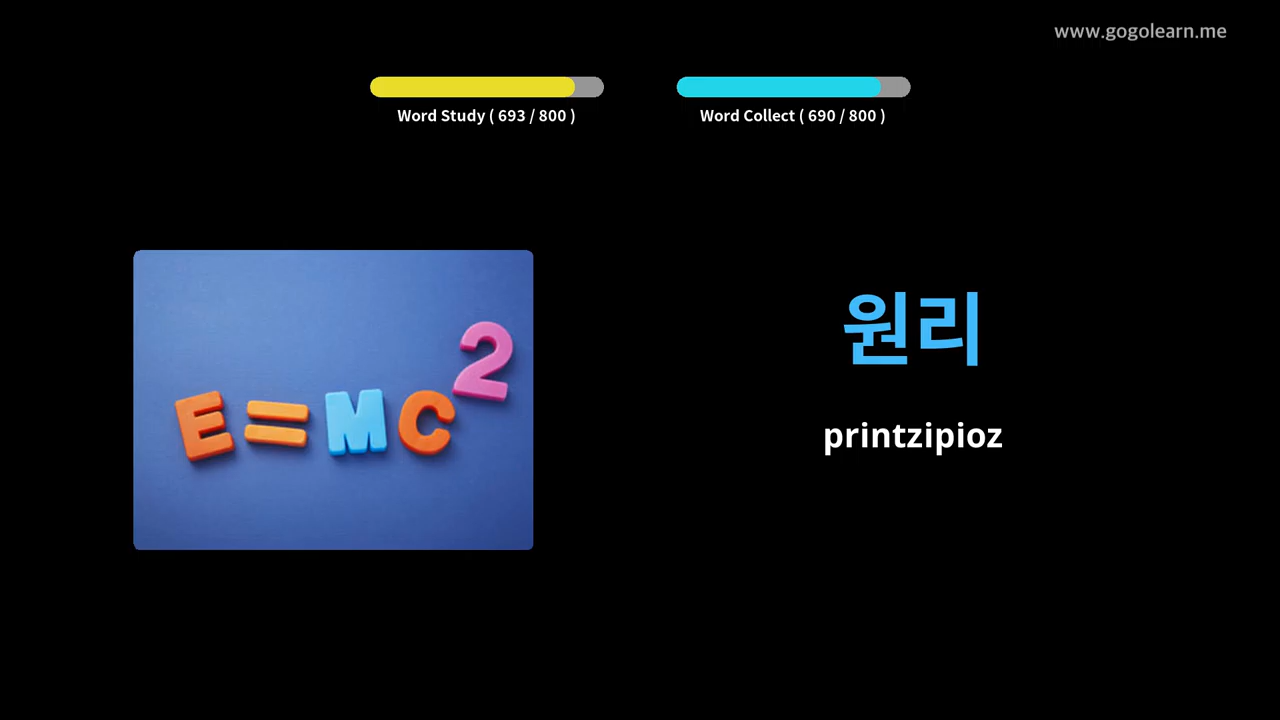 www.gogolearn.me
Word Study ( 693 / 800 )
Word Collect ( 690 / 800 )
E=MC2
원리
printzipioz